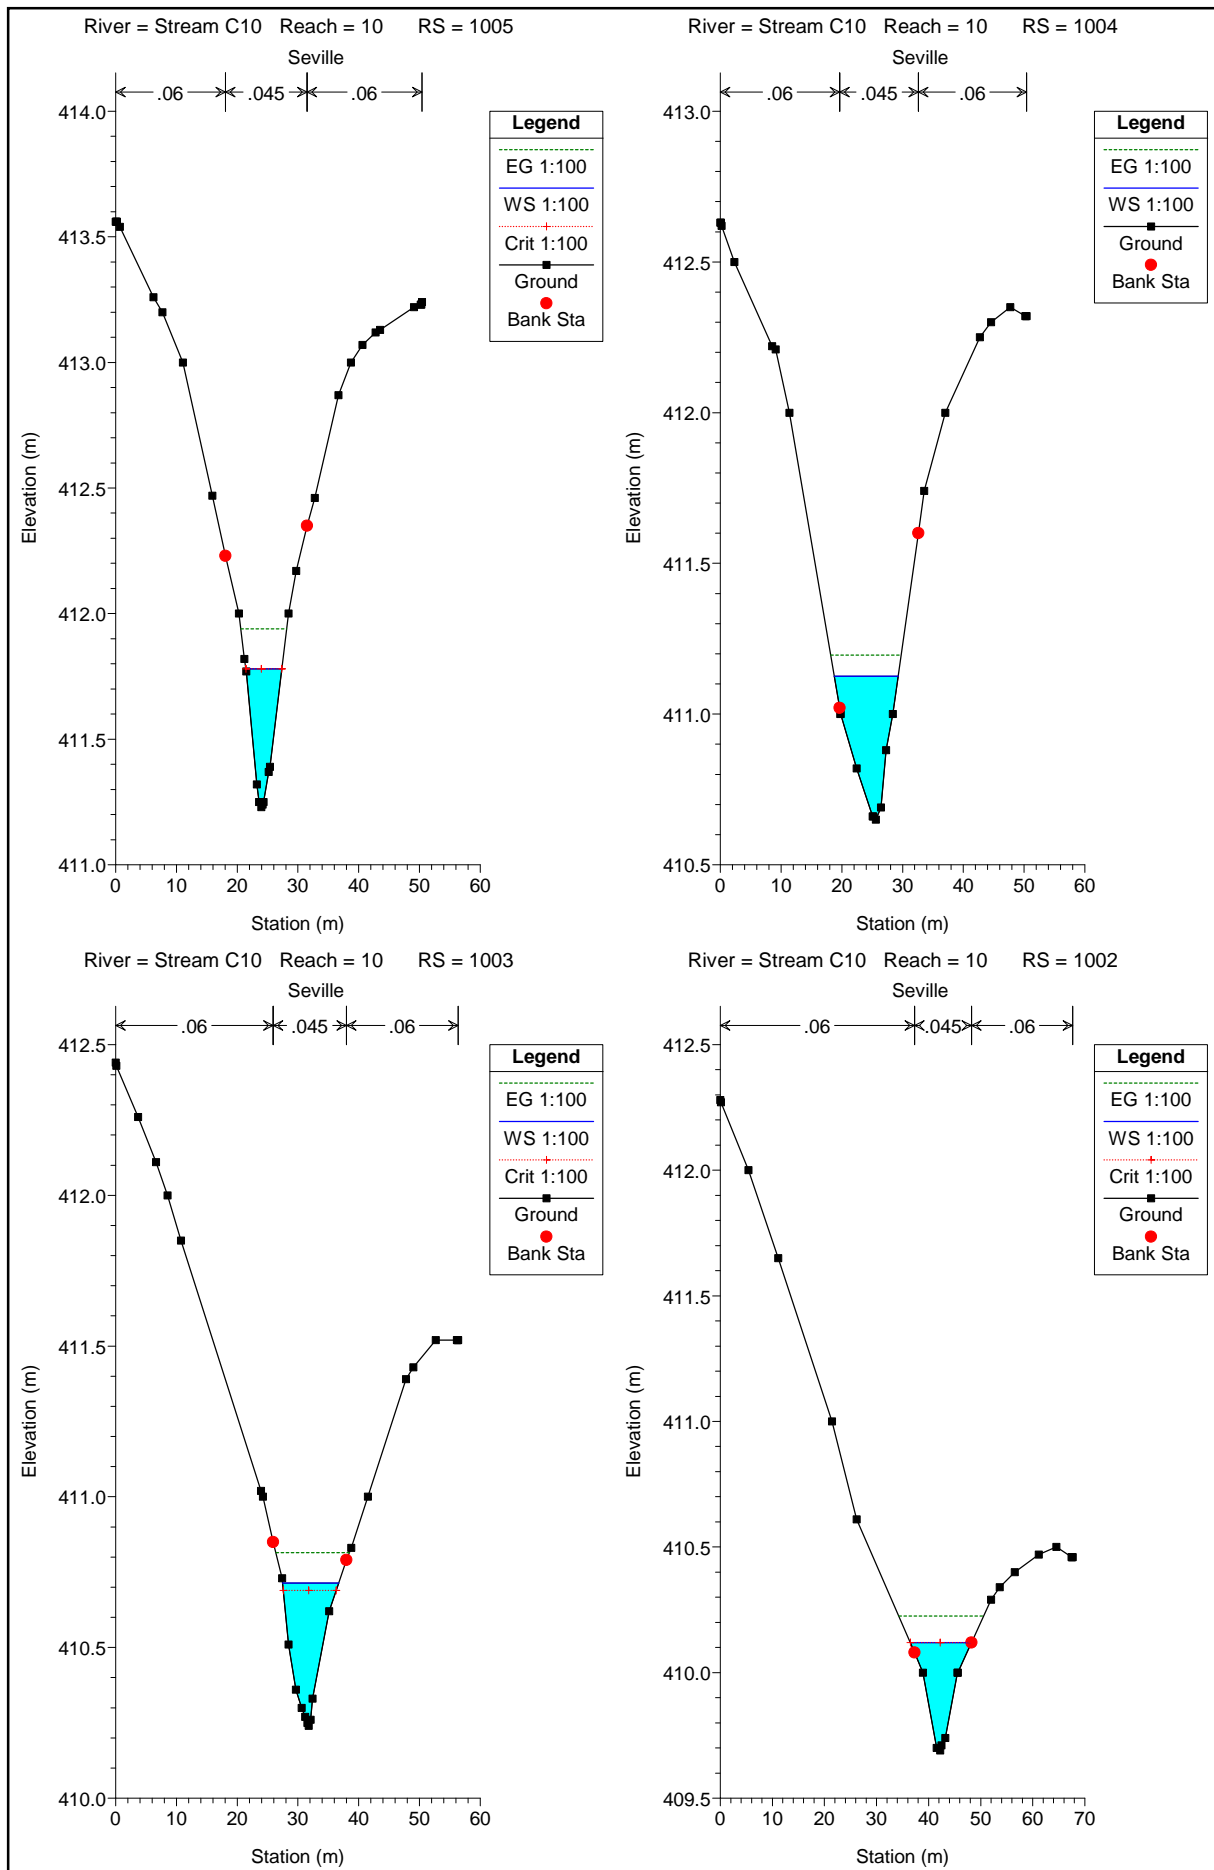 River = Stream C10 Reach = 10 RS = 1005
Seville
.06 .045 .06
414.0
413.5
413.0
412.5
412.0
411.5
411.0
Elevation (m)
0 10 20 30 40 50 60
Station (m)
Legend
EG 1:100
WS 1:100
Crit 1:100
Ground
Bank Sta
River = Stream C10 Reach = 10 RS = 1004
Seville
.06 .045 .06
413.0
412.5
412.0
411.5
411.0
410.5
Elevation (m)
0 10 20 30 40 50 60
Station (m)
Legend
EG 1:100
WS 1:100
Ground
Bank Sta
River = Stream C10 Reach = 10 RS = 1003
Seville
.06 .045 .06
412.5
412.0
411.5
411.0
410.5
410.0
Elevation (m)
0 10 20 30 40 50 60
Station (m)
Legend
EG 1:100
WS 1:100
Crit 1:100
Ground
Bank Sta
River = Stream C10 Reach = 10 RS = 1002
Seville
.06 .045 .06
412.5
412.0
411.5
411.0
410.5
410.0
409.5
Elevation (m)
0 10 20 30 40 50 60 70
Station (m)
Legend
EG 1:100
WS 1:100
Crit 1:100
Ground
Bank Sta